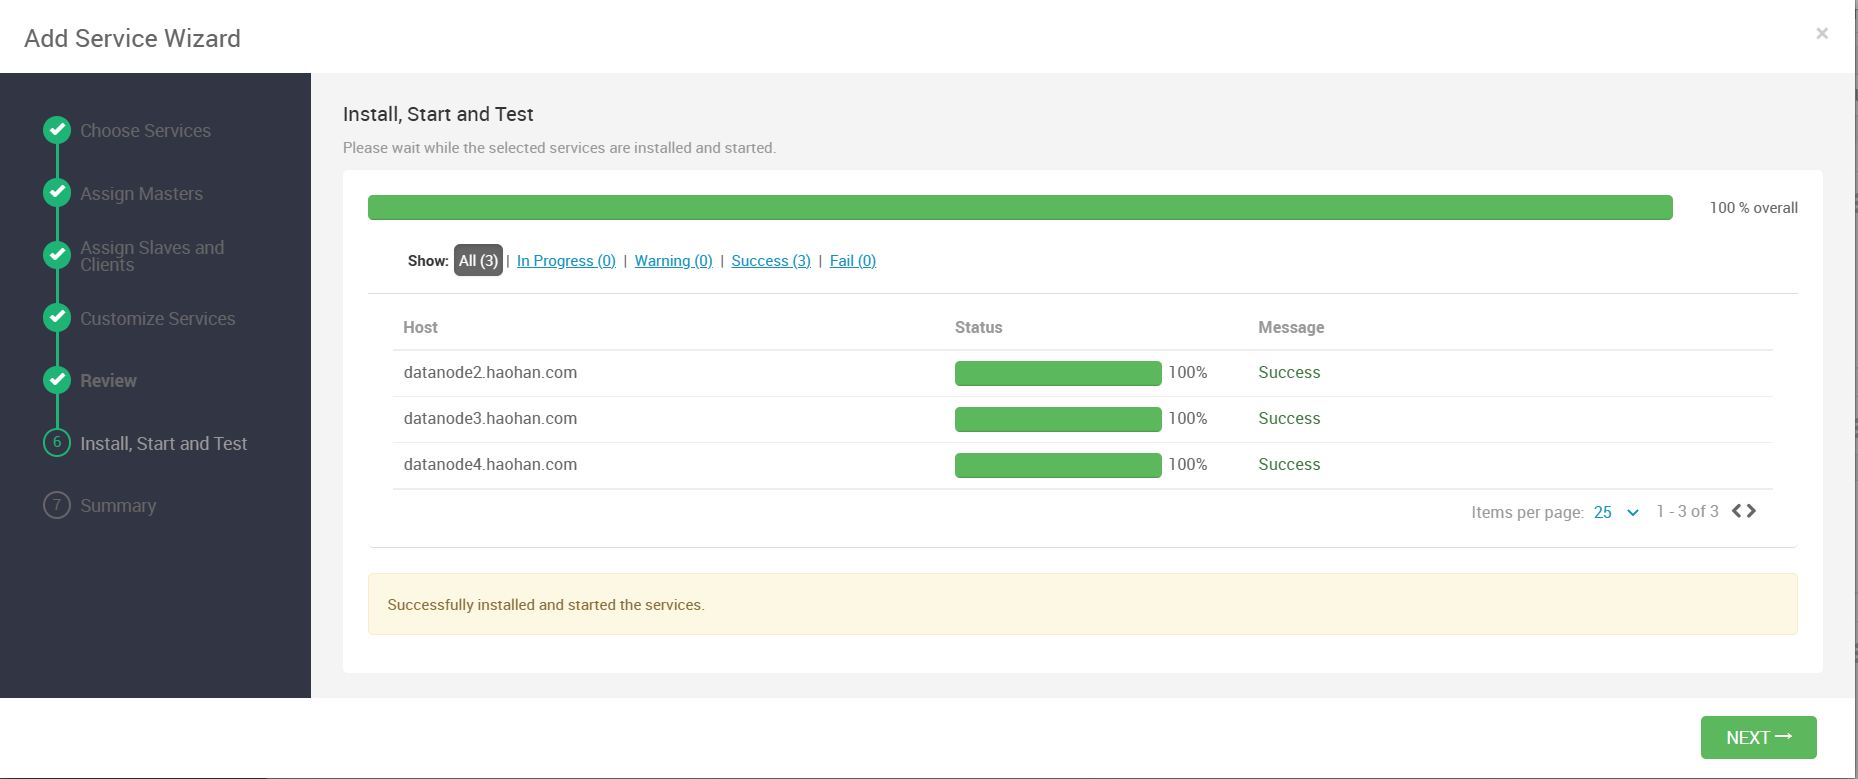 Add Service Wizard
×
Choose Services
Assign Masters
Assign Slaves and
Clients
Customize Services
Review
6 Install, Start and Test
7 Summary
Install, Start and Test
Please wait while the selected services are installed and started.
100 % overall
Show: All (3) | In Progress (0) | Warning (0) | Success (3) | Fail (0)
Host Status Message
datanode2.haohan.com 100% Success
datanode3.haohan.com 100% Success
datanode4.haohan.com 100% Success
Items per page: 25 1 - 3 of 3
Successfully installed and started the services.
NEXT →